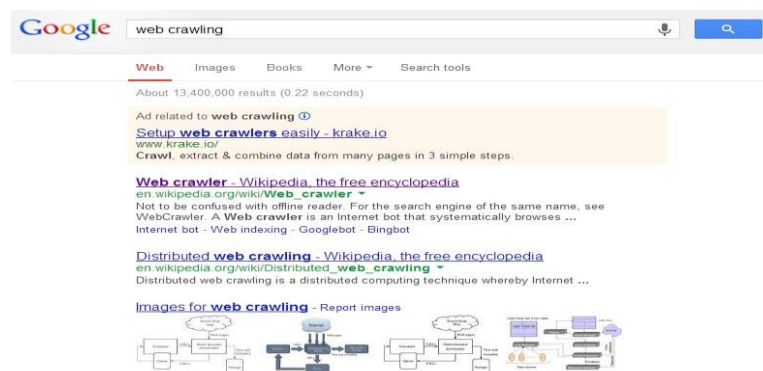 Google web crawling
Web Images Books More Search tools
About 13,400,000 results (0.22 seconds)
Ad related to web crawling
Setup web crawlers easily - krake.io
www.krake.io/
Crawl, extract & combine data from many pages in 3 simple steps.
Web crawler - Wikipedia, the free encyclopedia
en.wikipedia.org/wiki/Web_crawler
Not to be confused with offline reader. For the search engine of the same name, see
WebCrawler. A Web crawler is an Internet bot that systematically browses ...
Internet bot - Web indexing - Googlebot - Bingbot
Distributed web crawling - Wikipedia, the free encyclopedia
en.wikipedia.org/wiki/Distributed_web_crawling
Distributed web crawling is a distributed computing technique whereby Internet ...
Images for web crawling - Report images